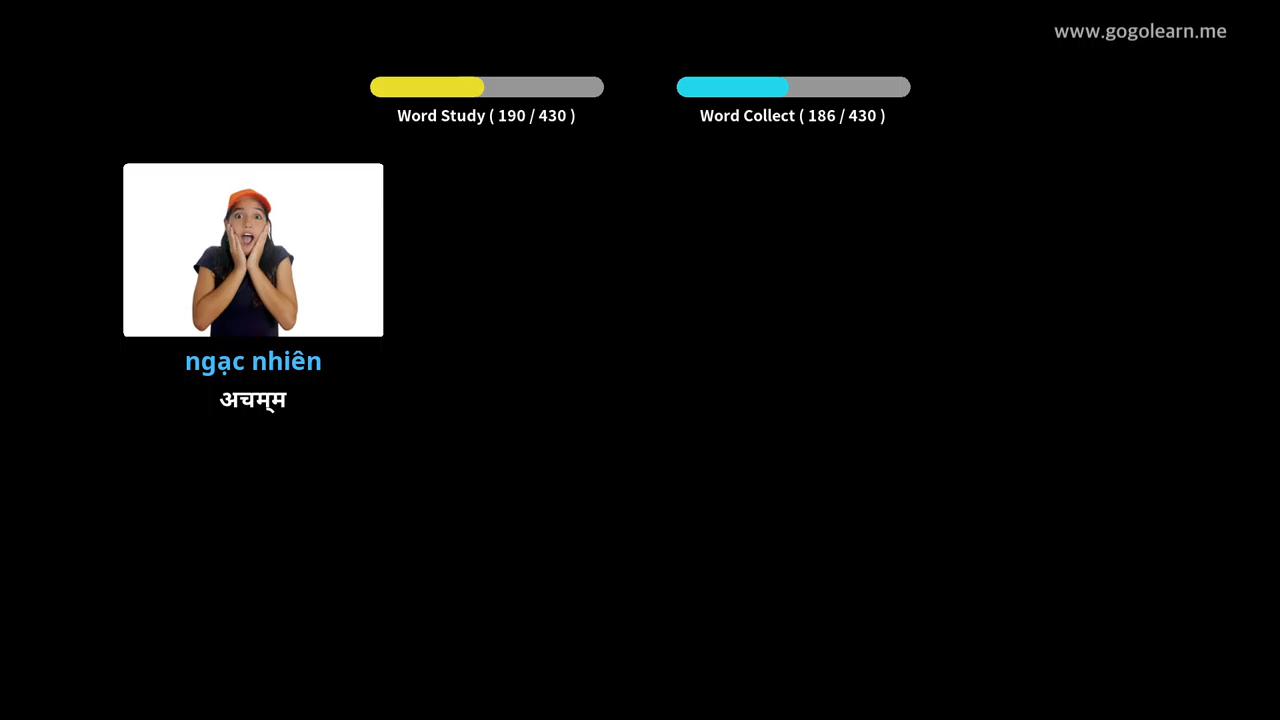 www.gogolearn.me
Word Study ( 190 / 430 )
Word Collect ( 186 / 430 )
ngạc nhiên
अचम्‍म